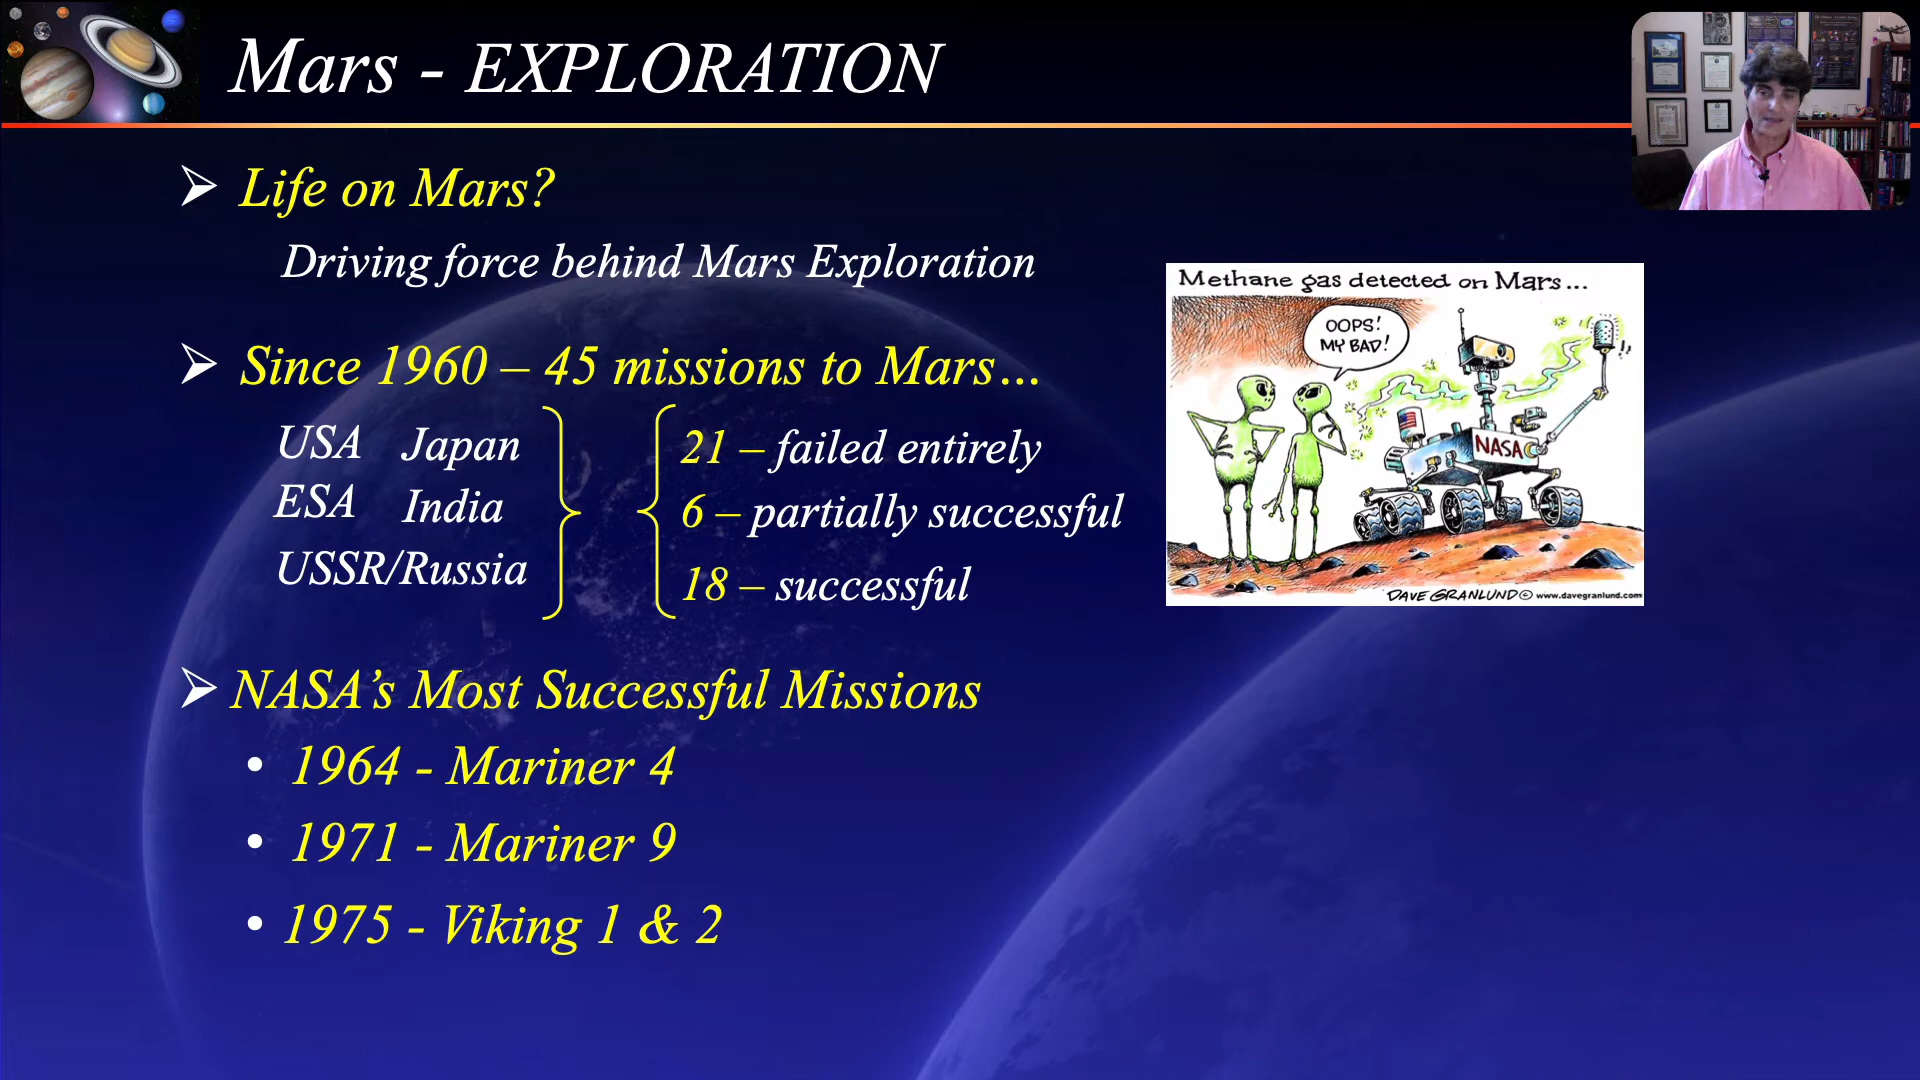 Mars - EXPLORATION
➢ Life on Mars?
Driving force behind Mars Exploration
➢ Since 1960 – 45 missions to Mars…
USA Japan
ESA India
USSR/Russia
21 – failed entirely
6 – partially successful
18 – successful
➢ NASA’s Most Successful Missions
• 1964 - Mariner 4
• 1971 - Mariner 9
• 1975 - Viking 1 & 2
Methane gas detected on Mars...
OOPS!
MY BAD!
NASA
DAVE GRANLUND © www.davegranlund.com